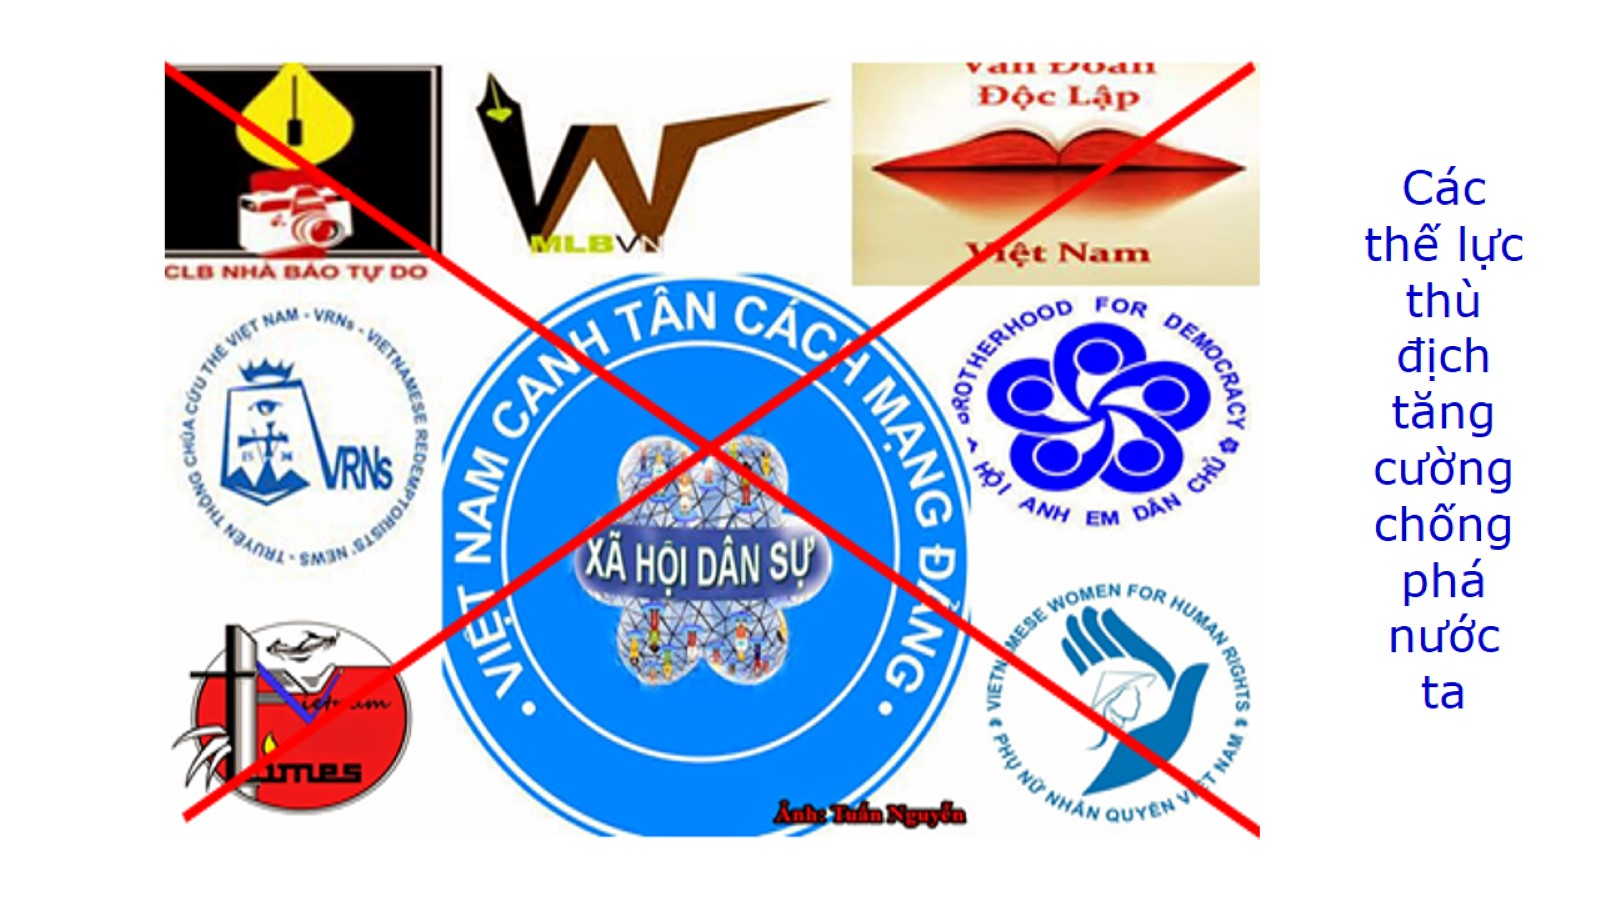 Văn Đoàn
Độc Lập
Việt Nam
MLBVN
CLB NHÀ BÁO TỰ DO
TRUYỀN THÔNG CHÚA CỨU THẾ VIỆT NAM - VRNs - VIETNAMESE REDEMPTORISTS' NEWS
VRNs
• VIỆT NAM CANH TÂN CÁCH MẠNG ĐẢNG •
XÃ HỘI DÂN SỰ
BROTHERHOOD FOR DEMOCRACY
HỘI ANH EM DÂN CHỦ
Vietnam
Times
VIETNAMESE WOMEN FOR HUMAN RIGHTS
PHỤ NỮ NHÂN QUYỀN VIỆT NAM
Ảnh: Tuấn Nguyễn
Các
thế lực
thù
địch
tăng
cường
chống
phá
nước
ta